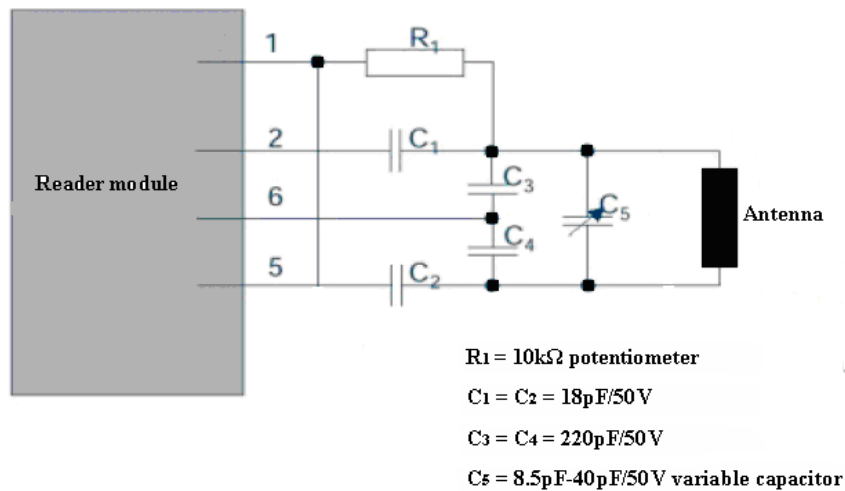 1
R1
2
C1
Reader module
C3
6
C5
Antenna
C4
5
C2
R1 = 10kΩ potentiometer
C1 = C2 = 18pF/50V
C3 = C4 = 220pF/50V
C5 = 8.5pF-40pF/50V variable capacitor